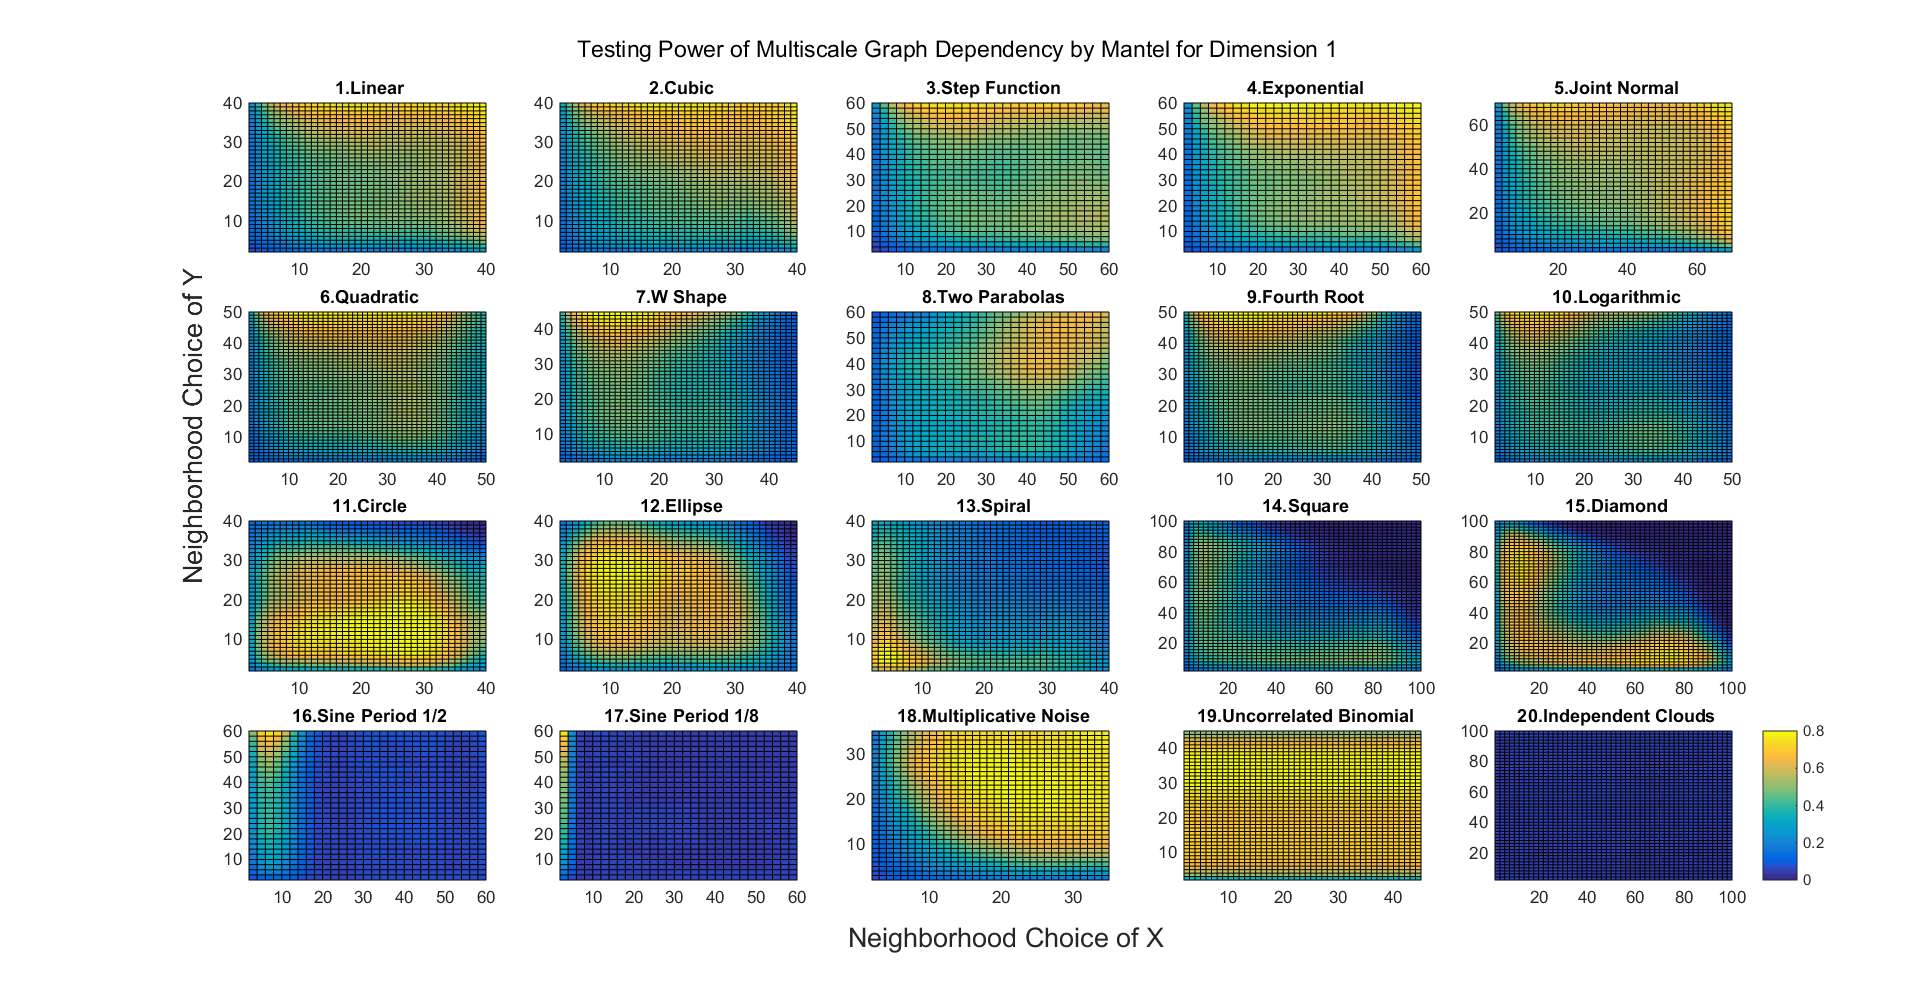 Testing Power of Multiscale Graph Dependency by Mantel for Dimension 1
1.Linear
40
30
20
10
10 20 30 40
2.Cubic
40
30
20
10
10 20 30 40
3.Step Function
60
50
40
30
20
10
10 20 30 40 50 60
4.Exponential
60
50
40
30
20
10
10 20 30 40 50 60
5.Joint Normal
60
40
20
20 40 60
Neighborhood Choice of Y
6.Quadratic
50
40
30
20
10
10 20 30 40 50
7.W Shape
40
30
20
10
10 20 30 40
8.Two Parabolas
60
50
40
30
20
10
10 20 30 40 50 60
9.Fourth Root
50
40
30
20
10
10 20 30 40 50
10.Logarithmic
50
40
30
20
10
10 20 30 40 50
11.Circle
40
30
20
10
10 20 30 40
12.Ellipse
40
30
20
10
10 20 30 40
13.Spiral
40
30
20
10
10 20 30 40
14.Square
100
80
60
40
20
20 40 60 80 100
15.Diamond
100
80
60
40
20
20 40 60 80 100
16.Sine Period 1/2
60
50
40
30
20
10
10 20 30 40 50 60
17.Sine Period 1/8
60
50
40
30
20
10
10 20 30 40 50 60
18.Multiplicative Noise
30
20
10
10 20 30
19.Uncorrelated Binomial
40
30
20
10
10 20 30 40
20.Independent Clouds
100
80
60
40
20
20 40 60 80 100
0.8
0.6
0.4
0.2
0
Neighborhood Choice of X